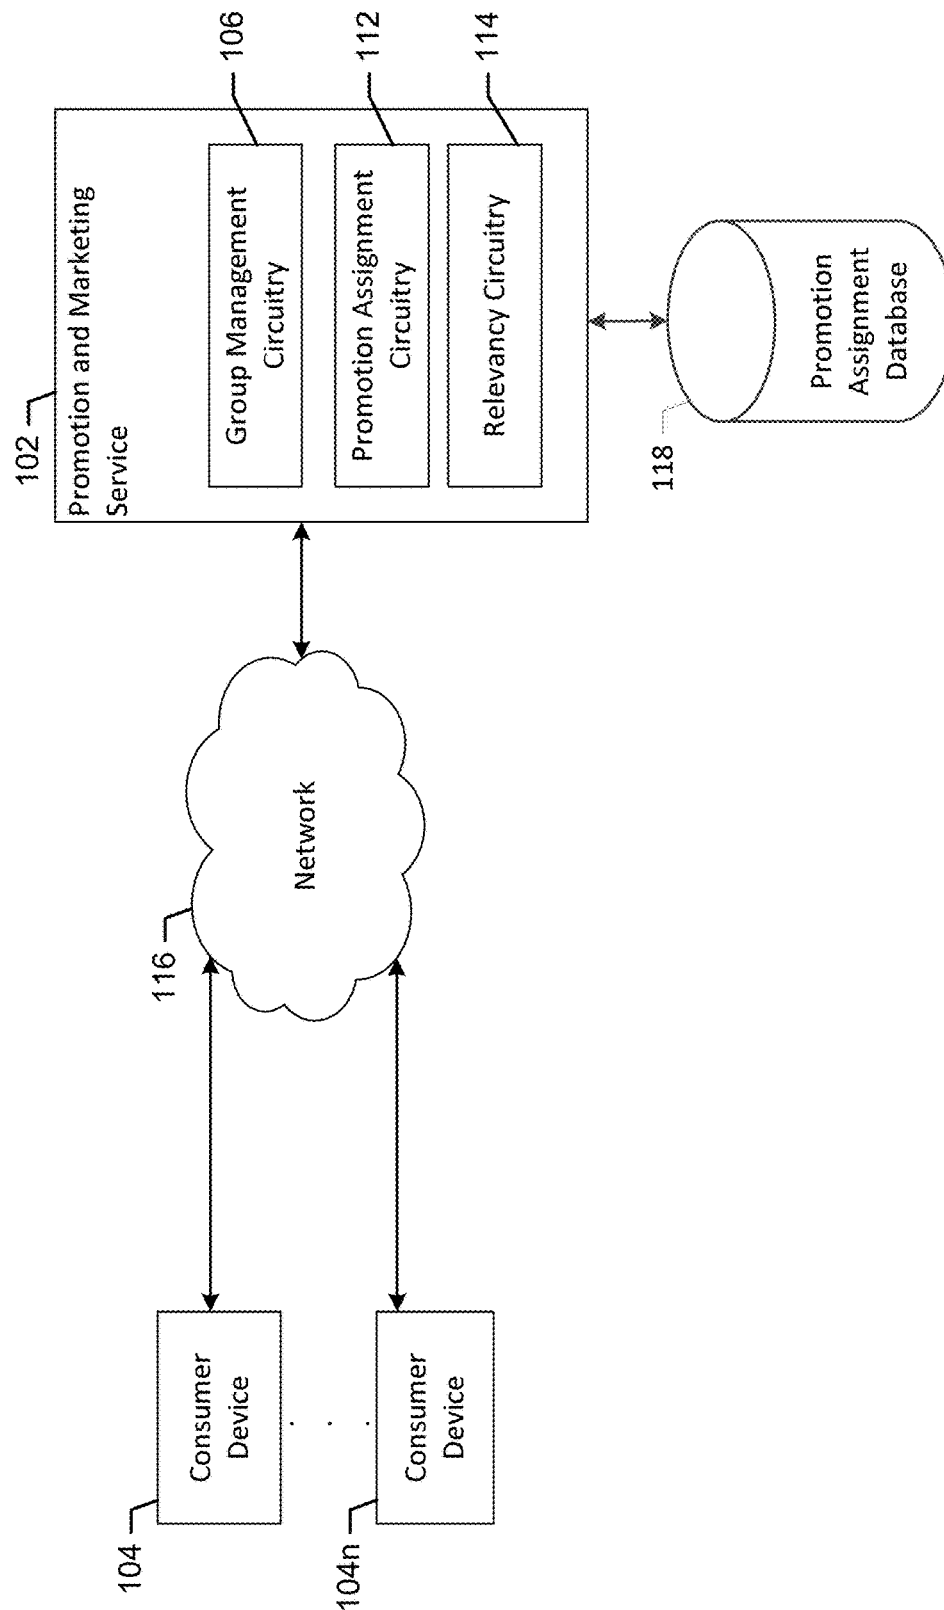 102
Promotion and Marketing
Service
106
Group Management
Circuitry
112
Promotion Assignment
Circuitry
114
Relevancy Circuitry
116
Network
104
Consumer
Device
. . .
104n
Consumer
Device
118
Promotion
Assignment
Database